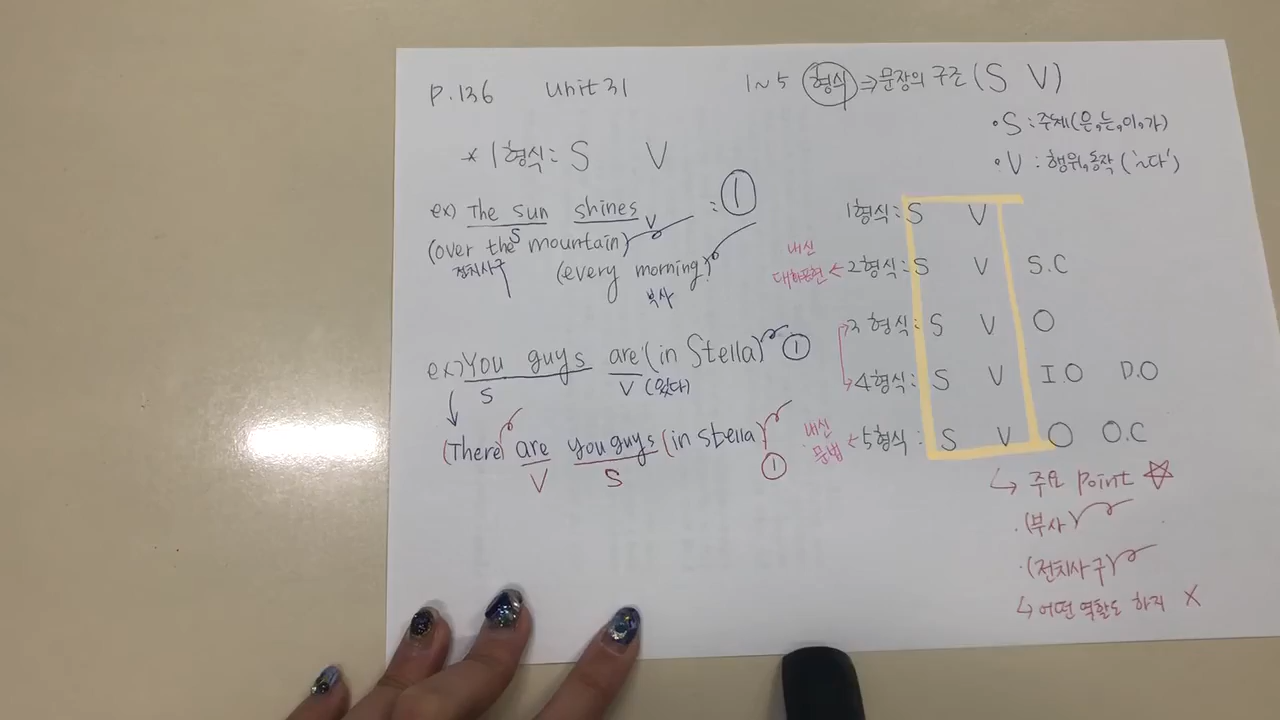 P.136 Unit 31
* 1형식: S V
ex) The sun shines : ①
S V
(over the mountain)
전치사구
(every morning)
부사
ex) You guys are (in Stella) ①
S V (있다)
(There) are you guys (in stella) ①
V S
1~5 형식 ⇒ 문장의 구조 (S V)
• S : 주체(은,는,이,가)
• V : 행위,동작 ('~다')
1형식: S V
내신
2형식: S V S.C
3형식: S V O
4형식: S V I.O D.O
내신
문법 ← 5형식 : S V O O.C
↳ 주요 point ☆
·(부사)
·(전치사구)
↳ 어떤 역할도 하지 X